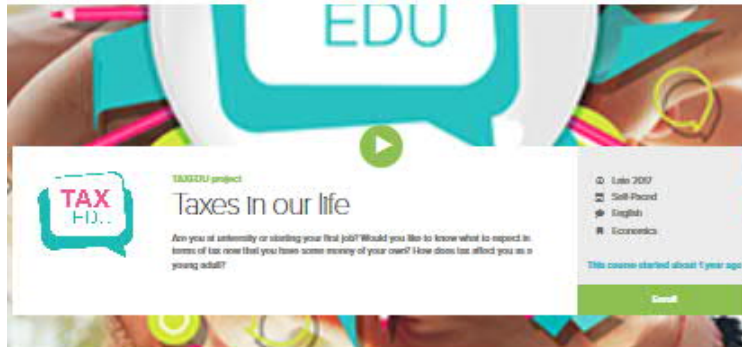 EDU
TAX
EDU
TAXEDU project
Taxes in our life
Are you at university or starting your first job? Would you like to know what to expect in
terms of tax now that you have some money of your own? How does tax affect you as a
young adult?
Late 2017
Self-Paced
English
Economics
This course started about 1 year ago
Enroll